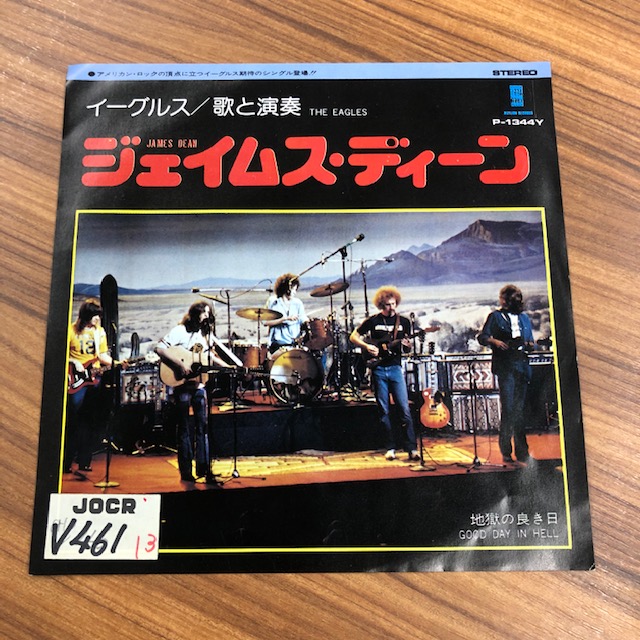 ●アメリカン・ロックの頂点に立つイーグルス期待のシングル登場!!
STEREO
イーグルス/歌と演奏 THE EAGLES
P-1344Y
JAMES DEAN
ジェイムス・ディーン
地獄の良き日
GOOD DAY IN HELL
JOCR
V461 13